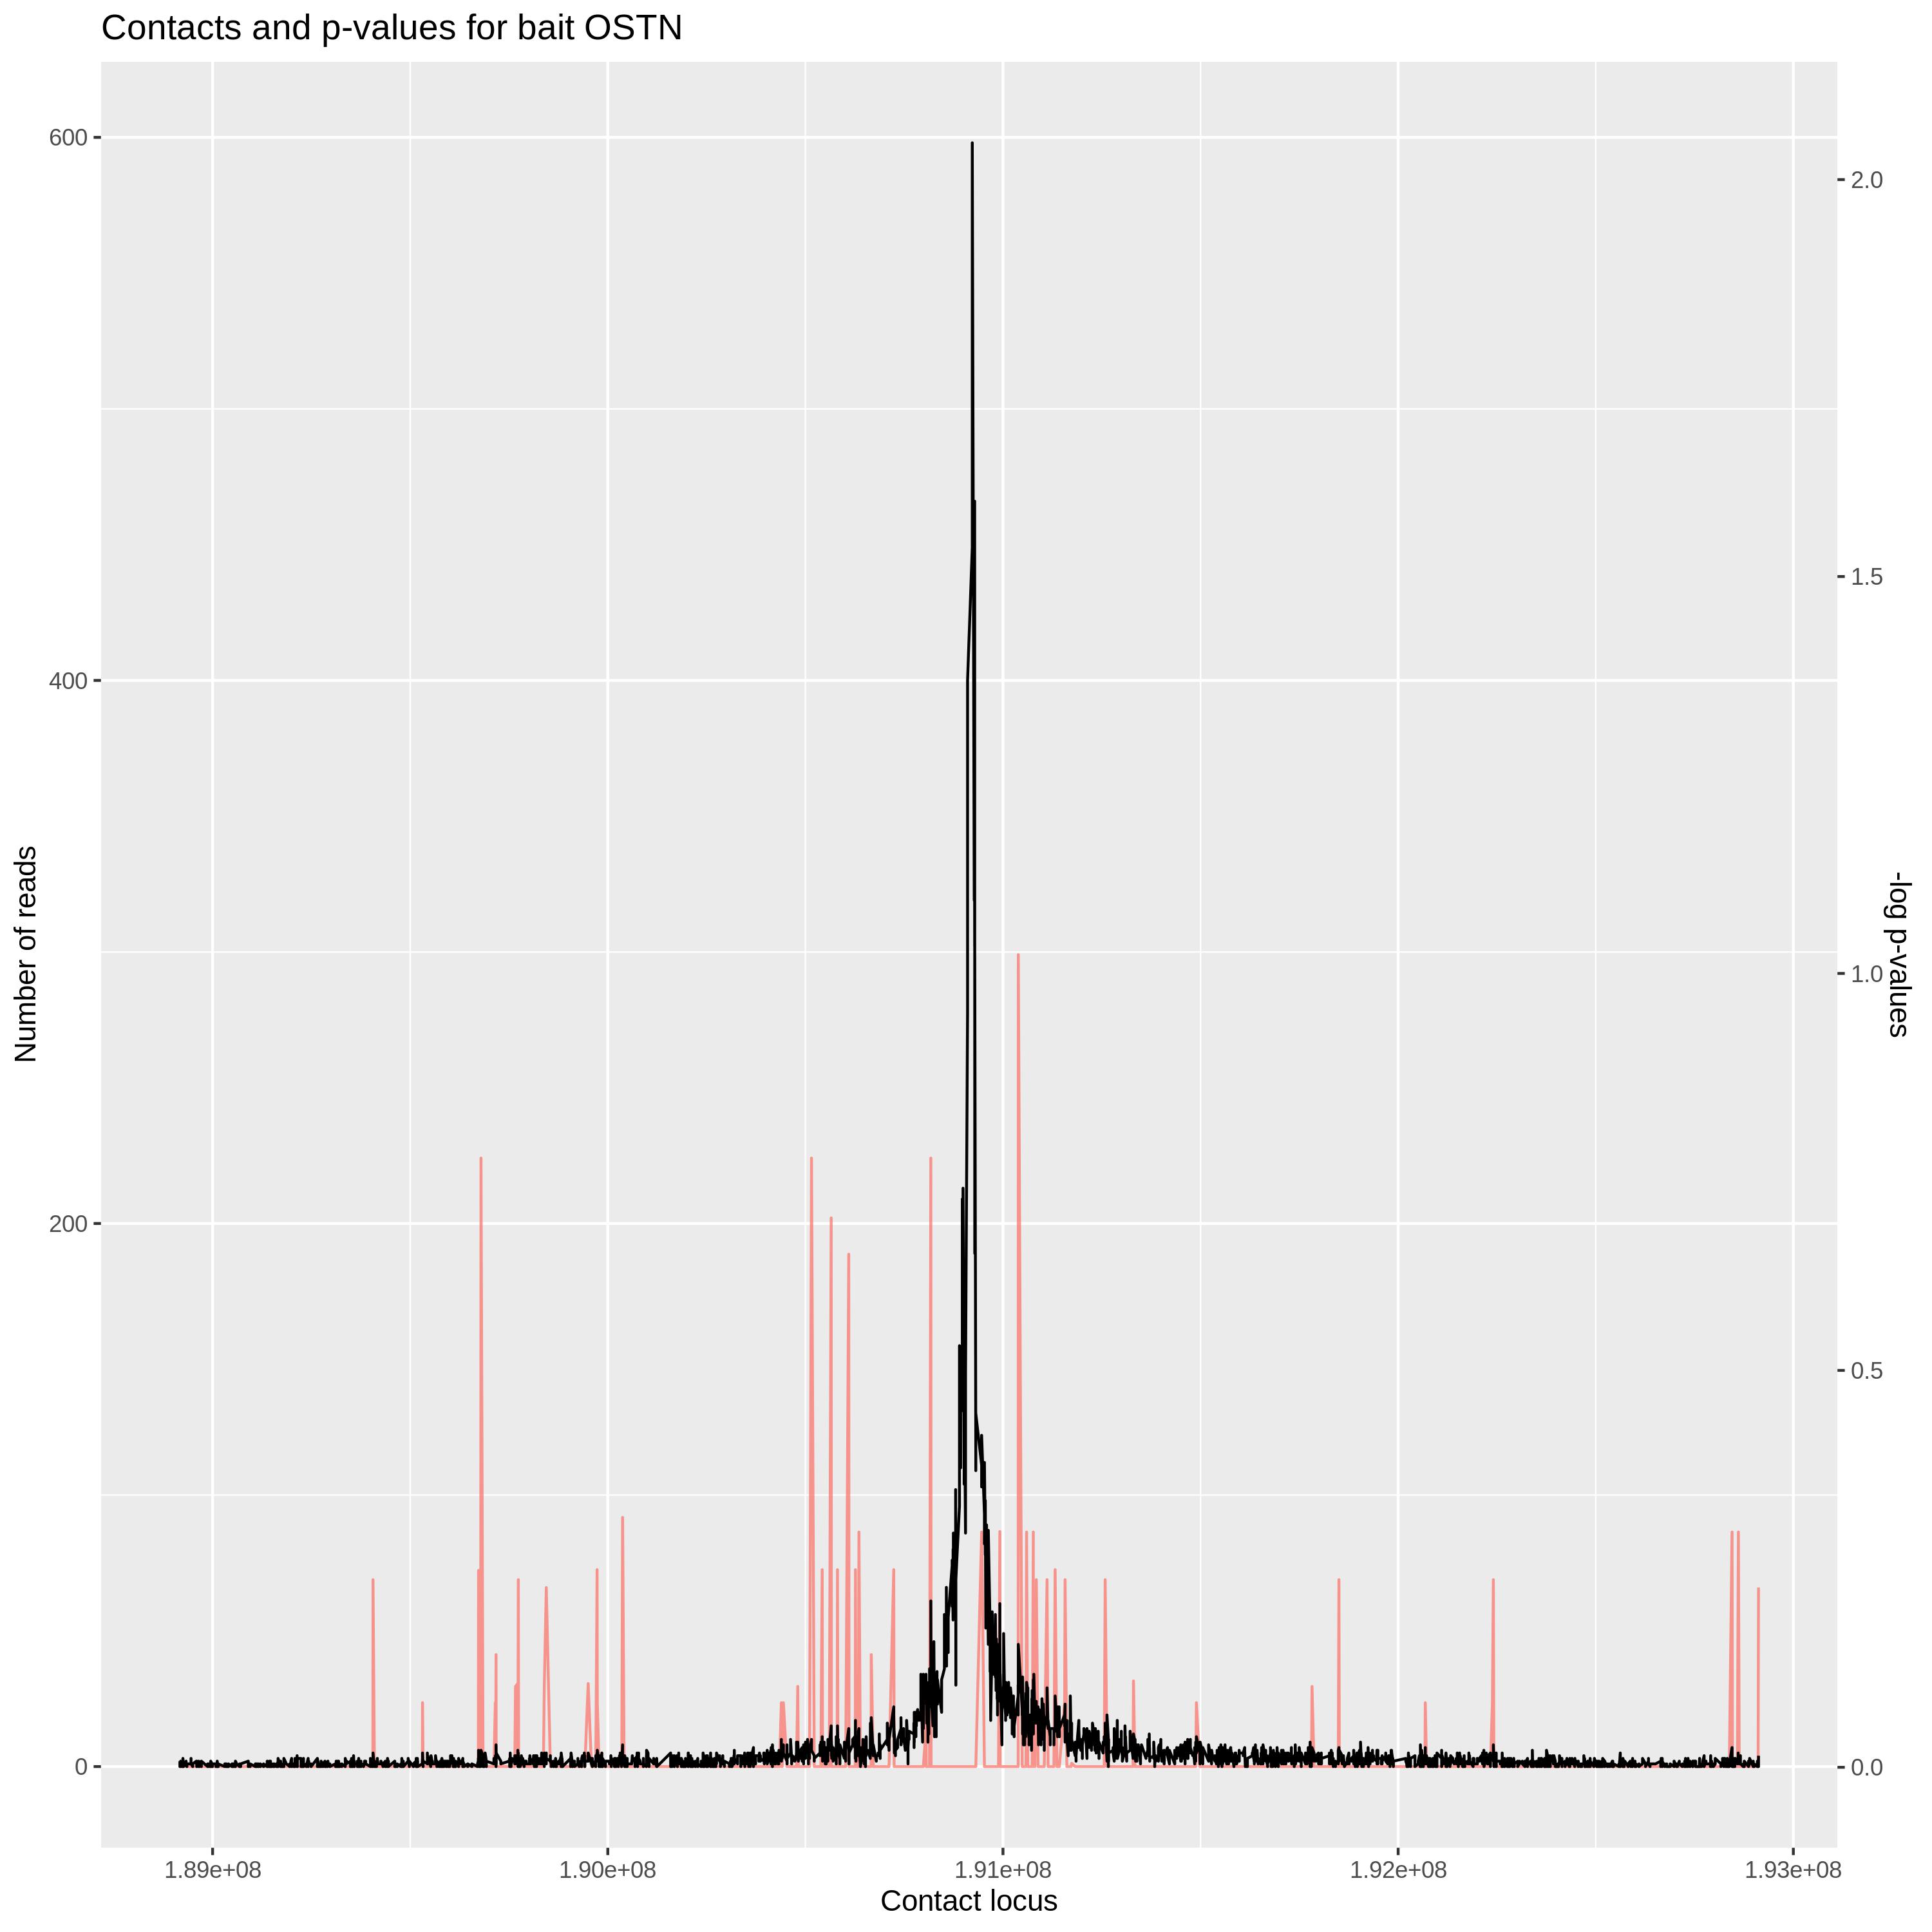 Contacts and p-values for bait OSTN
600
400
200
0
Number of reads
2.0
1.5
1.0
0.5
0.0
-log p-values
1.89e+08
1.90e+08
1.91e+08
1.92e+08
1.93e+08
Contact locus